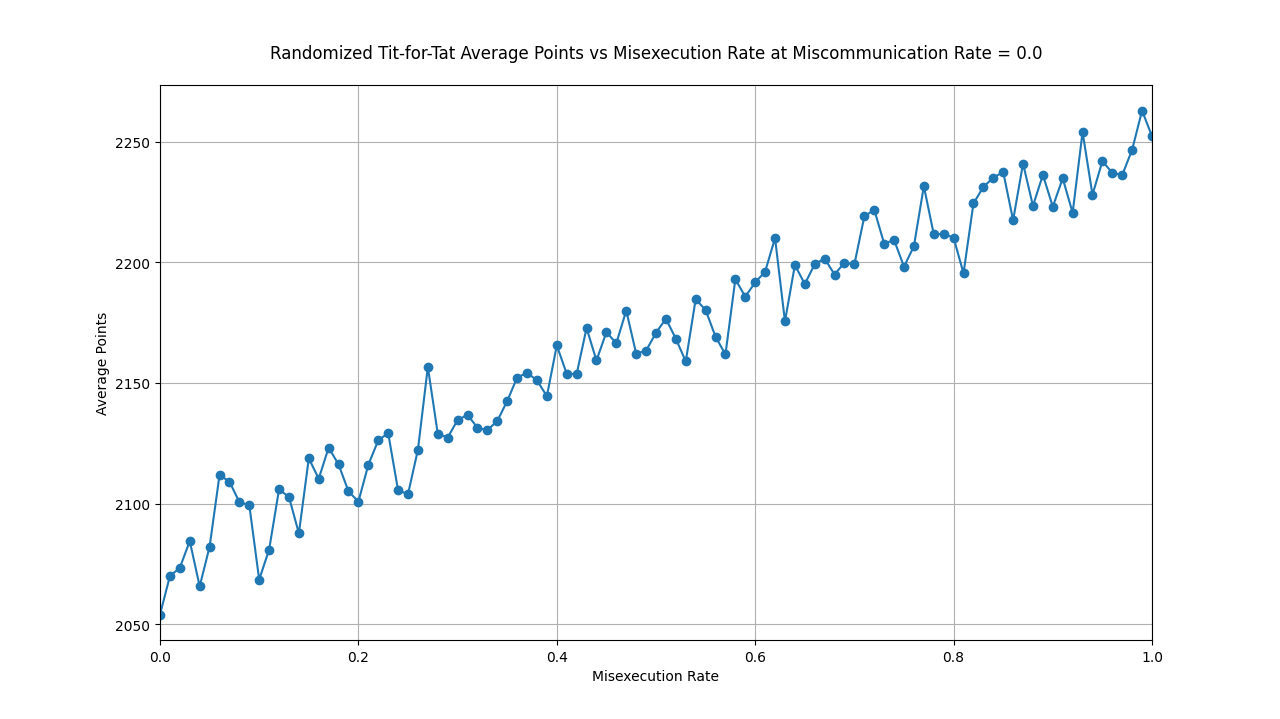 Randomized Tit-for-Tat Average Points vs Misexecution Rate at Miscommunication Rate = 0.0
Average Points
2250
2200
2150
2100
2050
0.0 0.2 0.4 0.6 0.8 1.0
Misexecution Rate